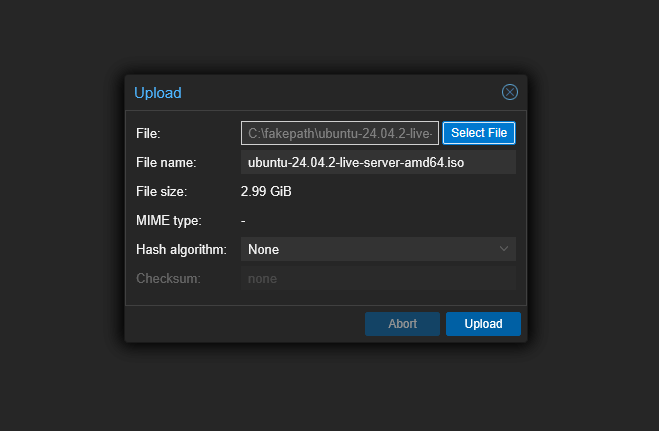 Upload
File: C:\fakepath\ubuntu-24.04.2-live- Select File
File name: ubuntu-24.04.2-live-server-amd64.iso
File size: 2.99 GiB
MIME type: -
Hash algorithm: None
Checksum: none
Abort Upload